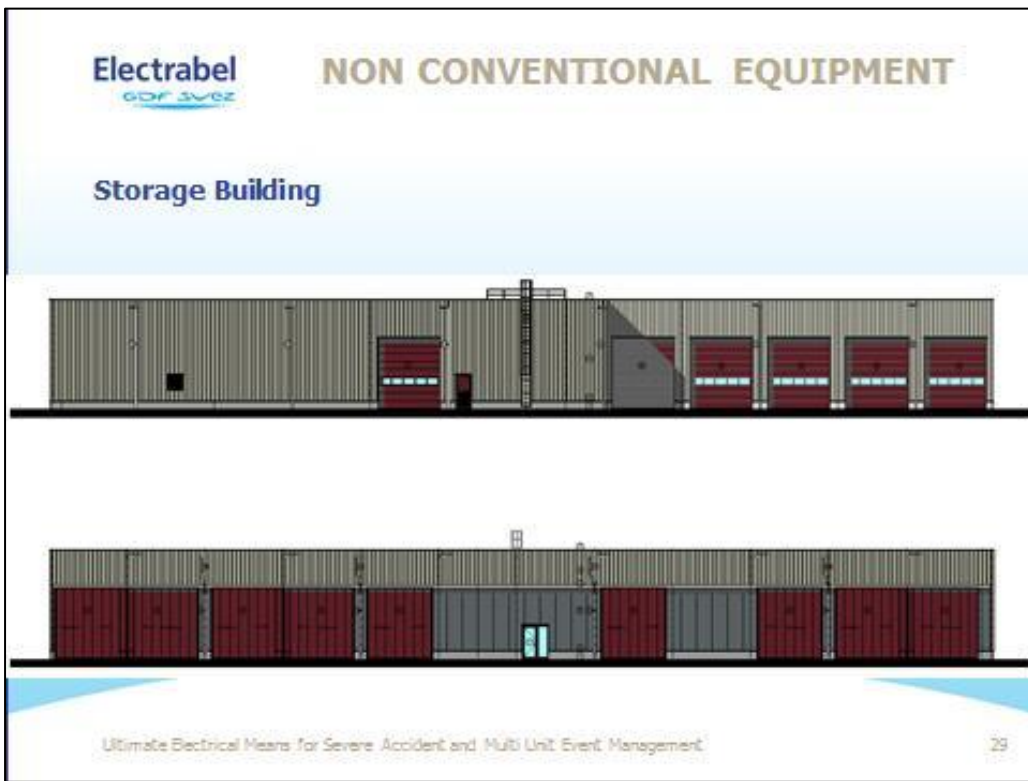 Electrabel
GDF SUEZ
NON CONVENTIONAL EQUIPMENT
Storage Building
Ultimate Electrical Means for Severe Accident and Multi Unit Event Management
29